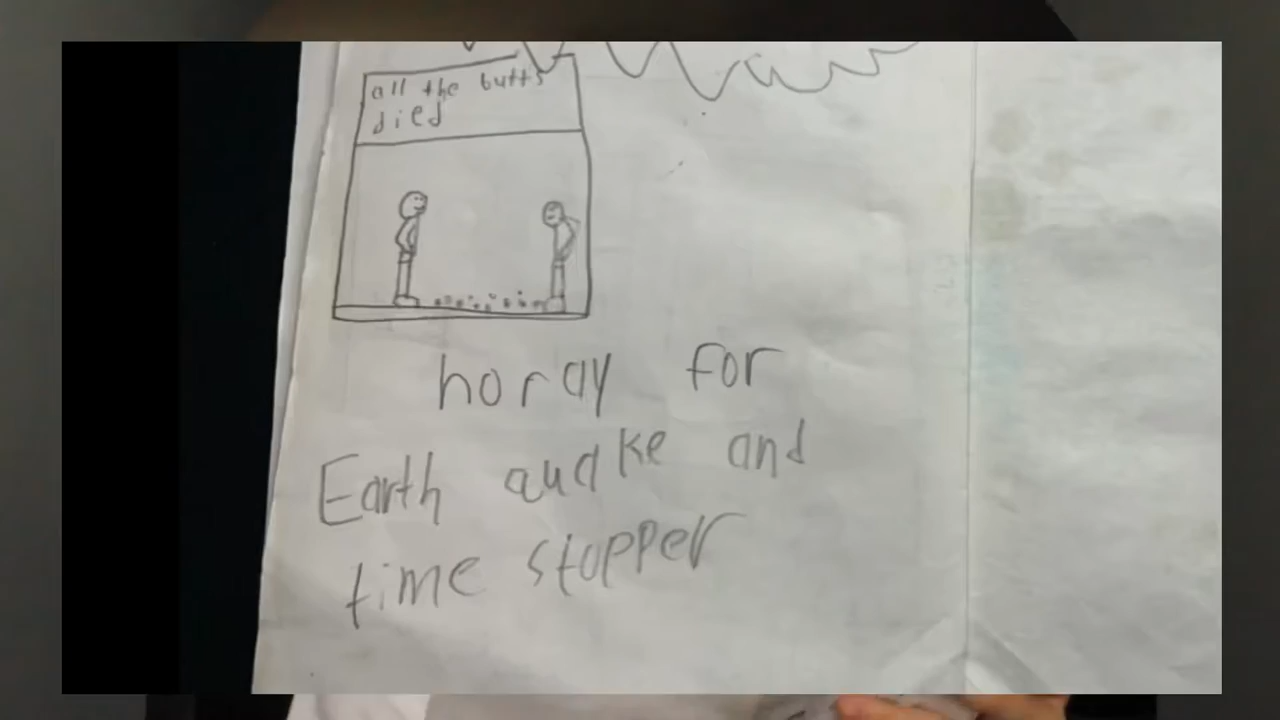 all the butts
died
horay for
Earth auake and
time stopper